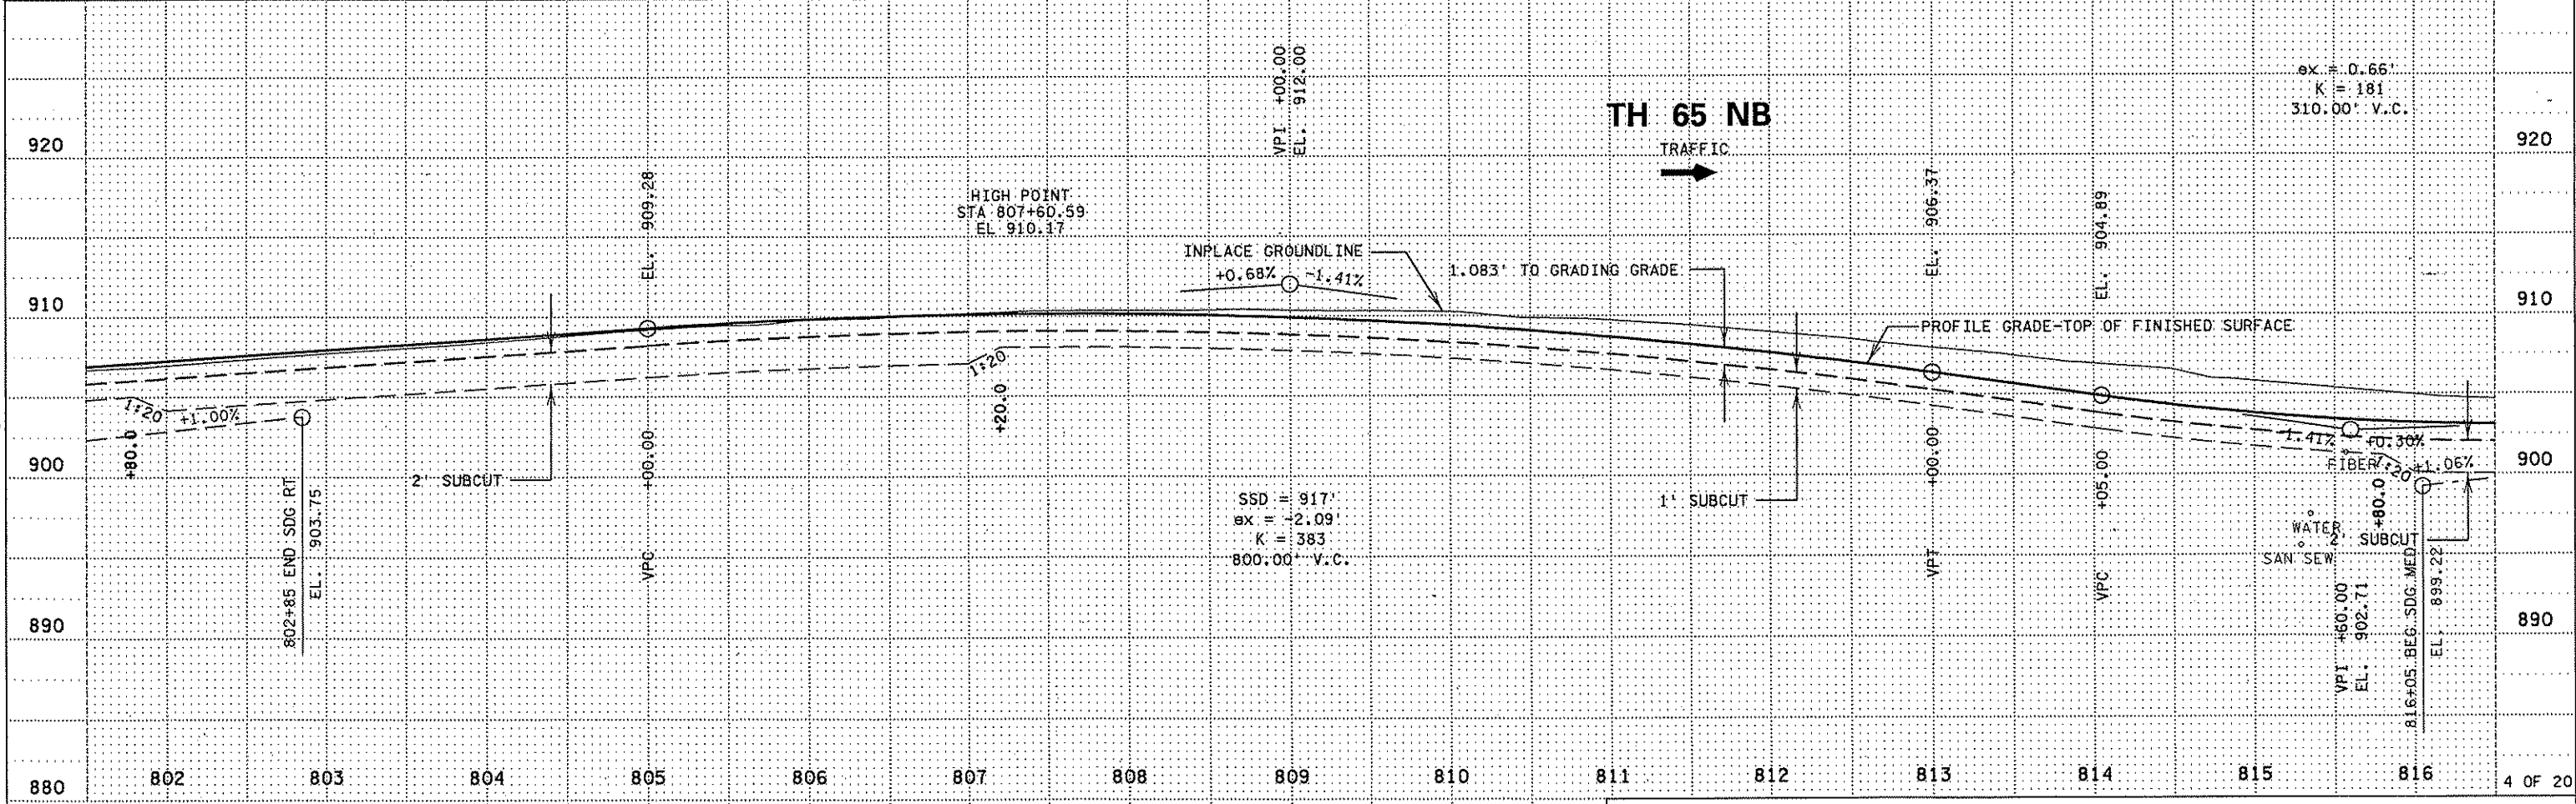 VPI +00.00
EL. 912.00
ex = 0.66'
K = 181
310.00' V.C.
TH 65 NB
TRAFFIC
920
920
EL. 909.28
HIGH POINT
STA 807+60.59
EL 910.17
EL. 906.37
EL. 904.89
INPLACE GROUNDLINE
+0.68%
-1.41%
1.083' TO GRADING GRADE
910
910
PROFILE GRADE-TOP OF FINISHED SURFACE
1:20
+20.0
1:20
+1.00%
+80.0
-1.41%
+0.30%
FIBER
1:20
+1.06%
900
900
2' SUBCUT
VPC +00.00
802+85 END SDG RT
EL. 903.75
SSD = 917'
ex = -2.09'
K = 383
800.00' V.C.
1' SUBCUT
VPT +00.00
VPC +05.00
+80.0
WATER
2' SUBCUT
SAN SEW
VPI +60.00
EL. 902.71
816+05 BEG SDG MED
EL. 899.22
890
890
802 803 804 805 806 807 808 809 810 811 812 813 814 815 816
880
4 OF 20